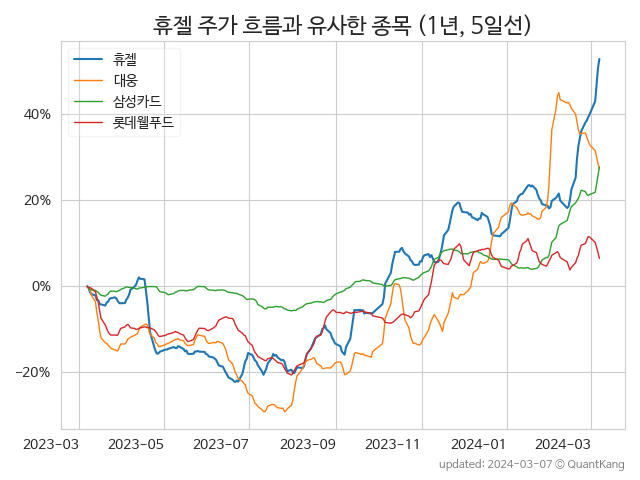 휴젤 주가 흐름과 유사한 종목 (1년, 5일선)
휴젤
대웅
삼성카드
롯데웰푸드
40%
20%
0%
−20%
2023-03 2023-05 2023-07 2023-09 2023-11 2024-01 2024-03
updated: 2024-03-07 © QuantKang